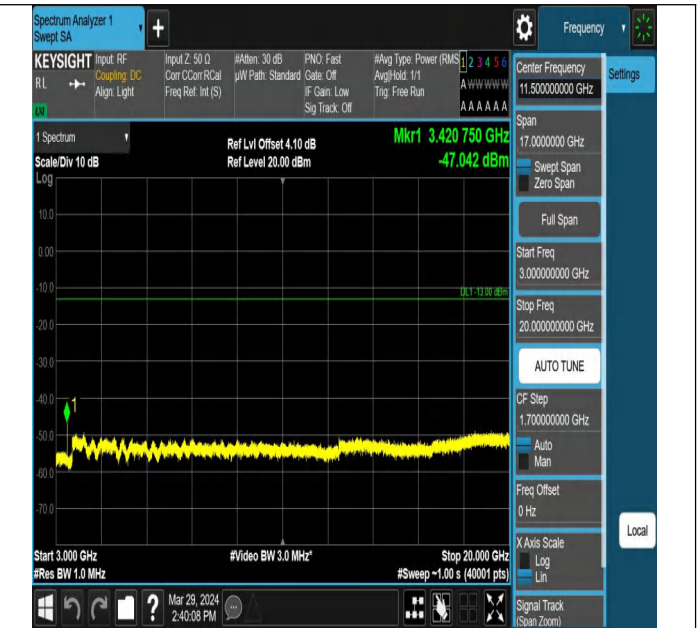 Spectrum Analyzer 1
Swept SA
+
Frequency
KEYSIGHT
RL
Input: RF
Coupling: DC
Align: Light
Input Z: 50 Ω
Corr CCorr RCal
Freq Ref: Int (S)
#Atten: 30 dB
µW Path: Standard
PNO: Fast
Gate: Off
IF Gain: Low
Sig Track: Off
#Avg Type: Power (RMS
Avg|Hold: 1/1
Trig: Free Run
1 2 3 4 5 6
A W W W W W
A A A A A A
1 Spectrum
Scale/Div 10 dB
Log
Ref Lvl Offset 4.10 dB
Ref Level 20.00 dBm
Mkr1 3.420 750 GHz
-47.042 dBm
10.0
0.00
-10.0
DL1 -13.00 dBm
-20.0
-30.0
-40.0
1
-50.0
-60.0
-70.0
Start 3.000 GHz
#Video BW 3.0 MHz*
Stop 20.000 GHz
#Res BW 1.0 MHz
#Sweep ~1.00 s (40001 pts)
?
Mar 29, 2024
2:40:08 PM
Center Frequency
11.500000000 GHz
Settings
Span
17.0000000 GHz
Swept Span
Zero Span
Full Span
Start Freq
3.000000000 GHz
Stop Freq
20.000000000 GHz
AUTO TUNE
CF Step
1.700000000 GHz
Auto
Man
Freq Offset
0 Hz
X Axis Scale
Log
Lin
Local
Signal Track
(Span Zoom)